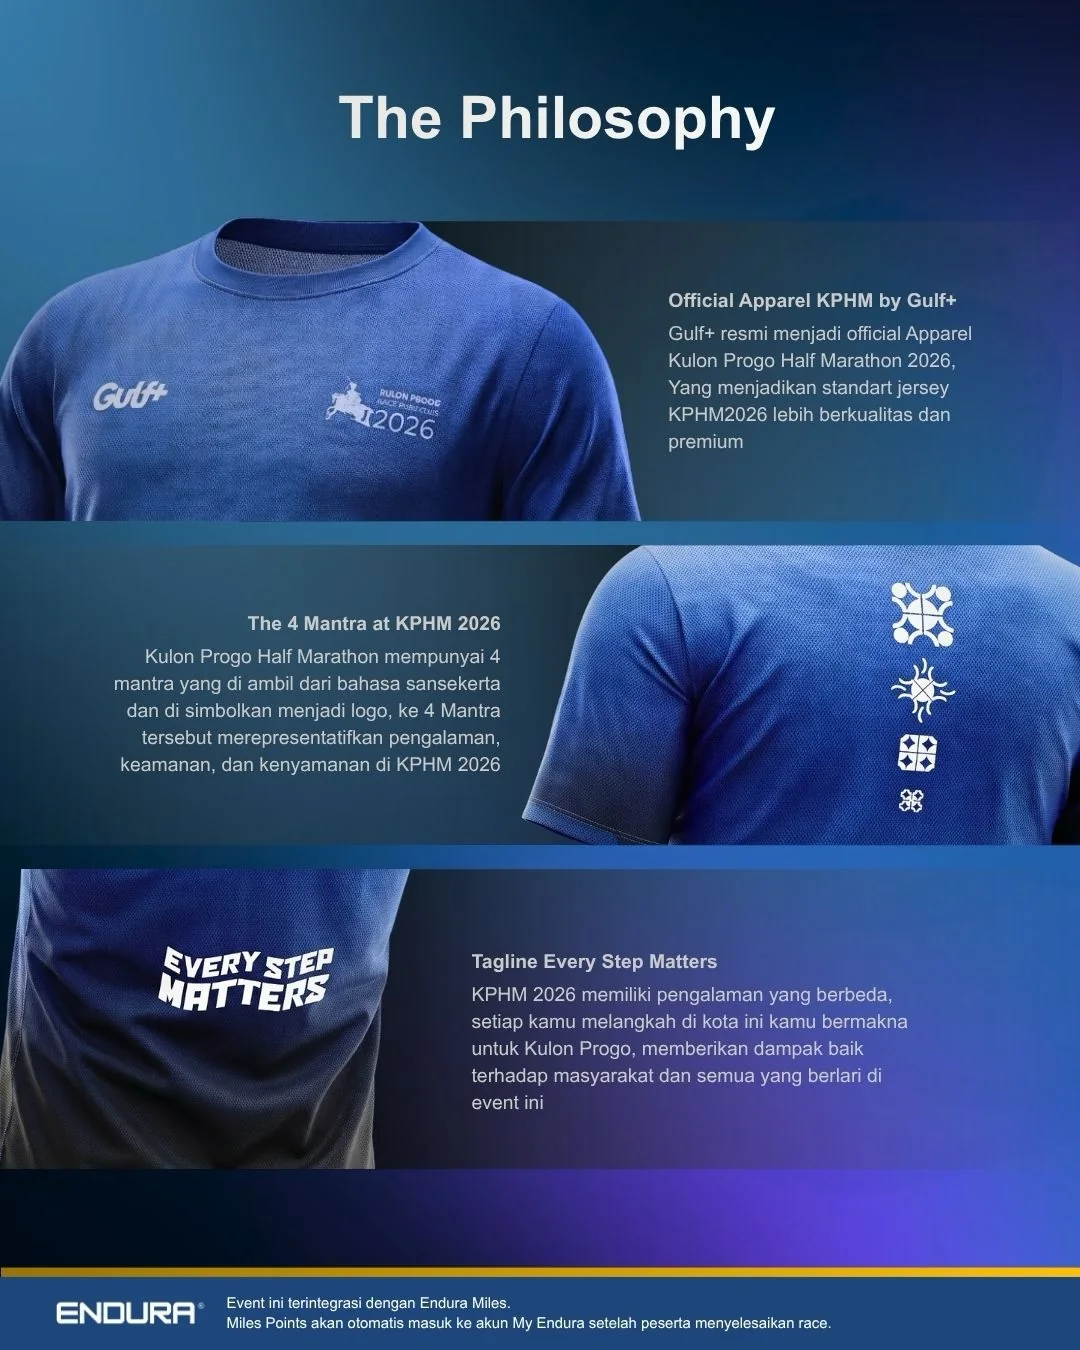 The Philosophy
Gulf+
RULON PROOG
2026
Official Apparel KPHM by Gulf+
Gulf+ resmi menjadi official Apparel
Kulon Progo Half Marathon 2026,
Yang menjadikan standart jersey
KPHM2026 lebih berkualitas dan
premium
The 4 Mantra at KPHM 2026
Kulon Progo Half Marathon mempunyai 4
mantra yang di ambil dari bahasa sansekerta
dan di simbolkan menjadi logo, ke 4 Mantra
tersebut merepresentatifkan pengalaman,
keamanan, dan kenyamanan di KPHM 2026
EVERY STEP
MATTERS
Tagline Every Step Matters
KPHM 2026 memiliki pengalaman yang berbeda,
setiap kamu melangkah di kota ini kamu bermakna
untuk Kulon Progo, memberikan dampak baik
terhadap masyarakat dan semua yang berlari di
event ini
ENDURA®
Event ini terintegrasi dengan Endura Miles.
Miles Points akan otomatis masuk ke akun My Endura setelah peserta menyelesaikan race.